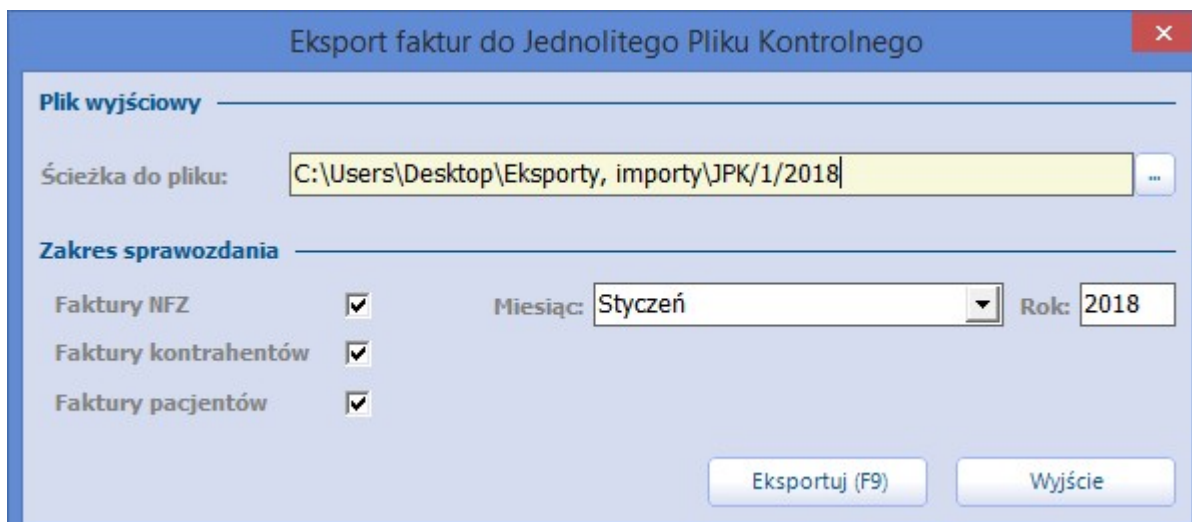 Eksport faktur do Jednolitego Pliku Kontrolnego
Plik wyjściowy
Ścieżka do pliku: C:\Users\Desktop\Eksporty, importy\JPK/1/2018 ...
Zakres sprawozdania
Faktury NFZ Miesiąc: Styczeń Rok: 2018
Faktury kontrahentów
Faktury pacjentów
Eksportuj (F9) Wyjście